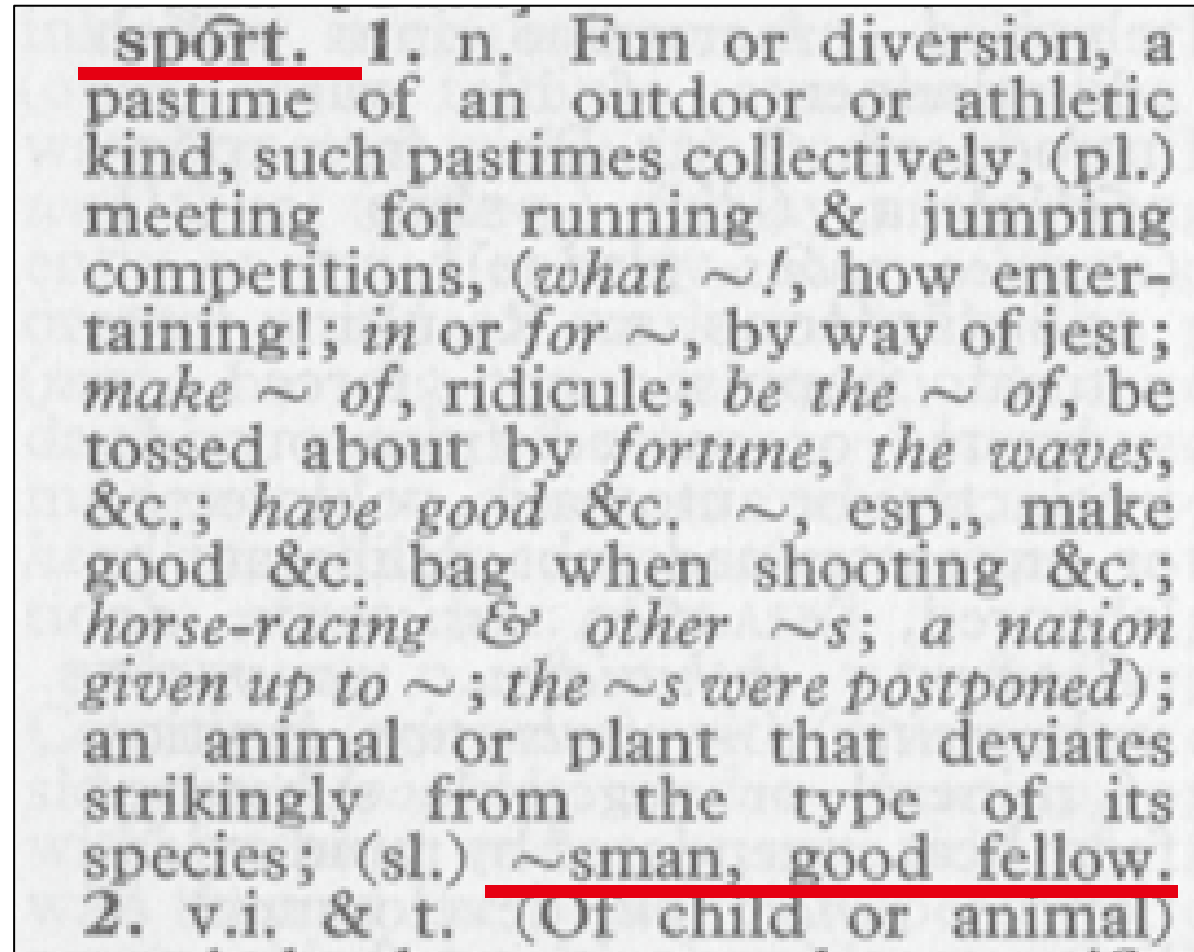 spôrt. 1. n. Fun or diversion, a
pastime of an outdoor or athletic
kind, such pastimes collectively, (pl.)
meeting for running & jumping
competitions, (what ~!, how enter-
taining!; in or for ~, by way of jest;
make ~ of, ridicule; be the ~ of, be
tossed about by fortune, the waves,
&c.; have good &c. ~, esp., make
good &c. bag when shooting &c.;
horse-racing & other ~s; a nation
given up to ~; the ~s were postponed);
an animal or plant that deviates
strikingly from the type of its
species; (sl.) ~sman, good fellow.
2. v.i. & t. (Of child or animal)